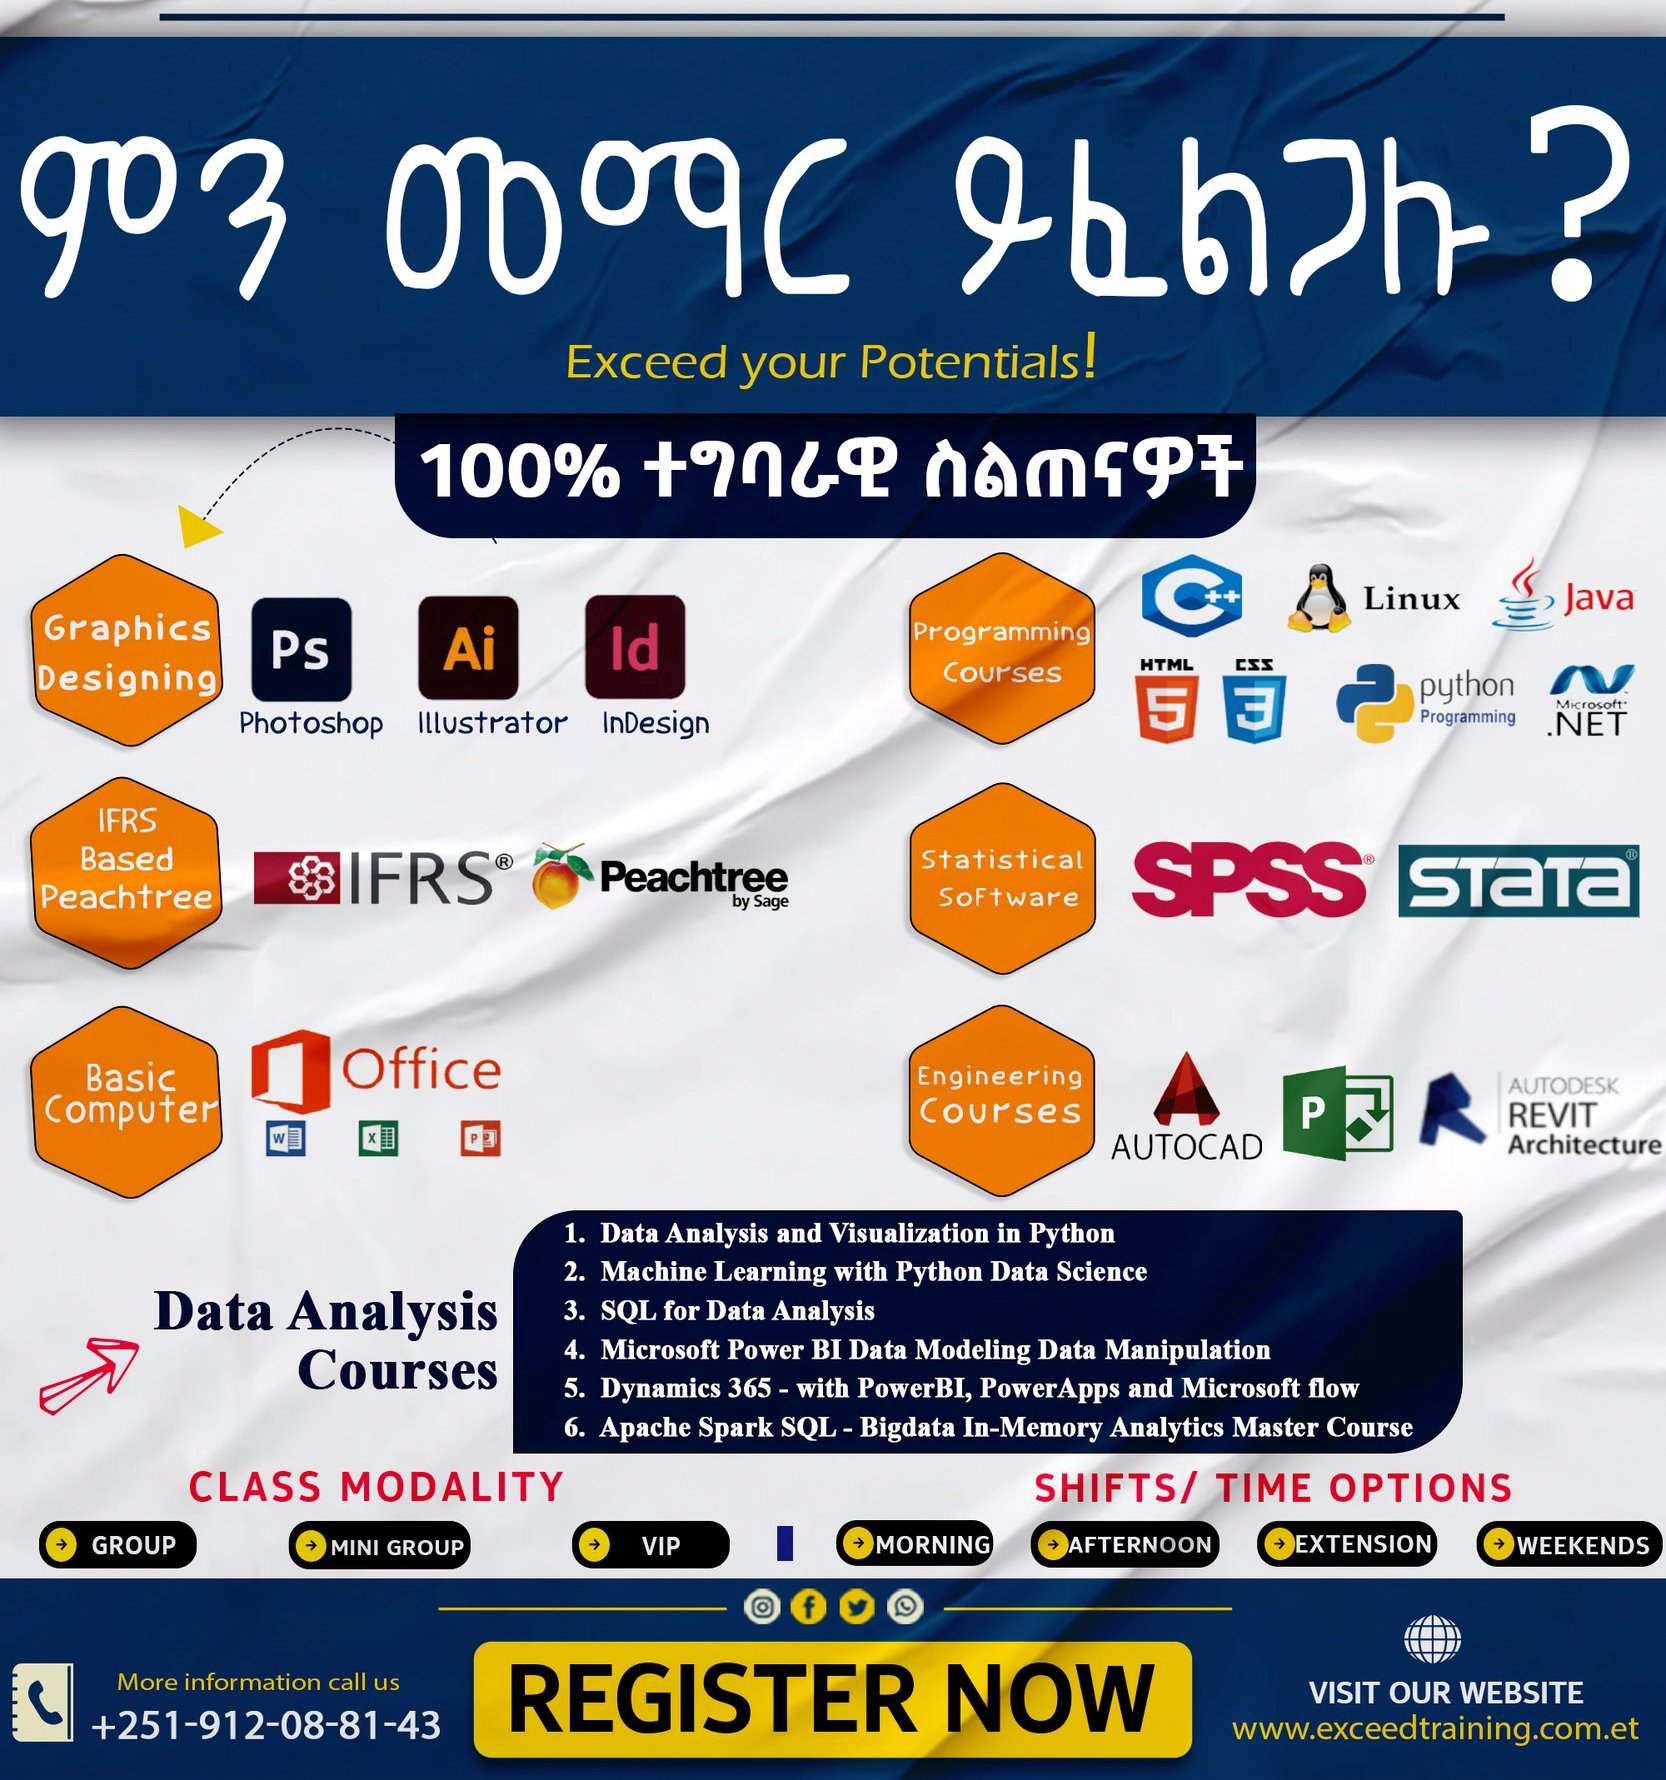 ምን መማር ይፈልጋሉ?
Exceed your Potentials!
100% ተግባራዊ ስልጠናዎች
Graphics
Designing
Ps
Ai
Id
Photoshop
Illustrator
InDesign
Programming
Courses
C++
Linux
Java
HTML
5
CSS
3
python
Programming
Microsoft
.NET
IFRS
Based
Peachtree
IFRS®
Peachtree
by Sage
Statistical
Software
SPSS®
STATA®
Basic
Computer
Office
W
X
P
Engineering
Courses
AUTOCAD
P
AUTODESK
REVIT
Architecture
Data Analysis
Courses
1. Data Analysis and Visualization in Python
2. Machine Learning with Python Data Science
3. SQL for Data Analysis
4. Microsoft Power BI Data Modeling Data Manipulation
5. Dynamics 365 - with PowerBI, PowerApps and Microsoft flow
6. Apache Spark SQL - Bigdata In-Memory Analytics Master Course
CLASS MODALITY
GROUP
MINI GROUP
VIP
SHIFTS/ TIME OPTIONS
MORNING
AFTERNOON
EXTENSION
WEEKENDS
More information call us
+251-912-08-81-43
REGISTER NOW
VISIT OUR WEBSITE
www.exceedtraining.com.et